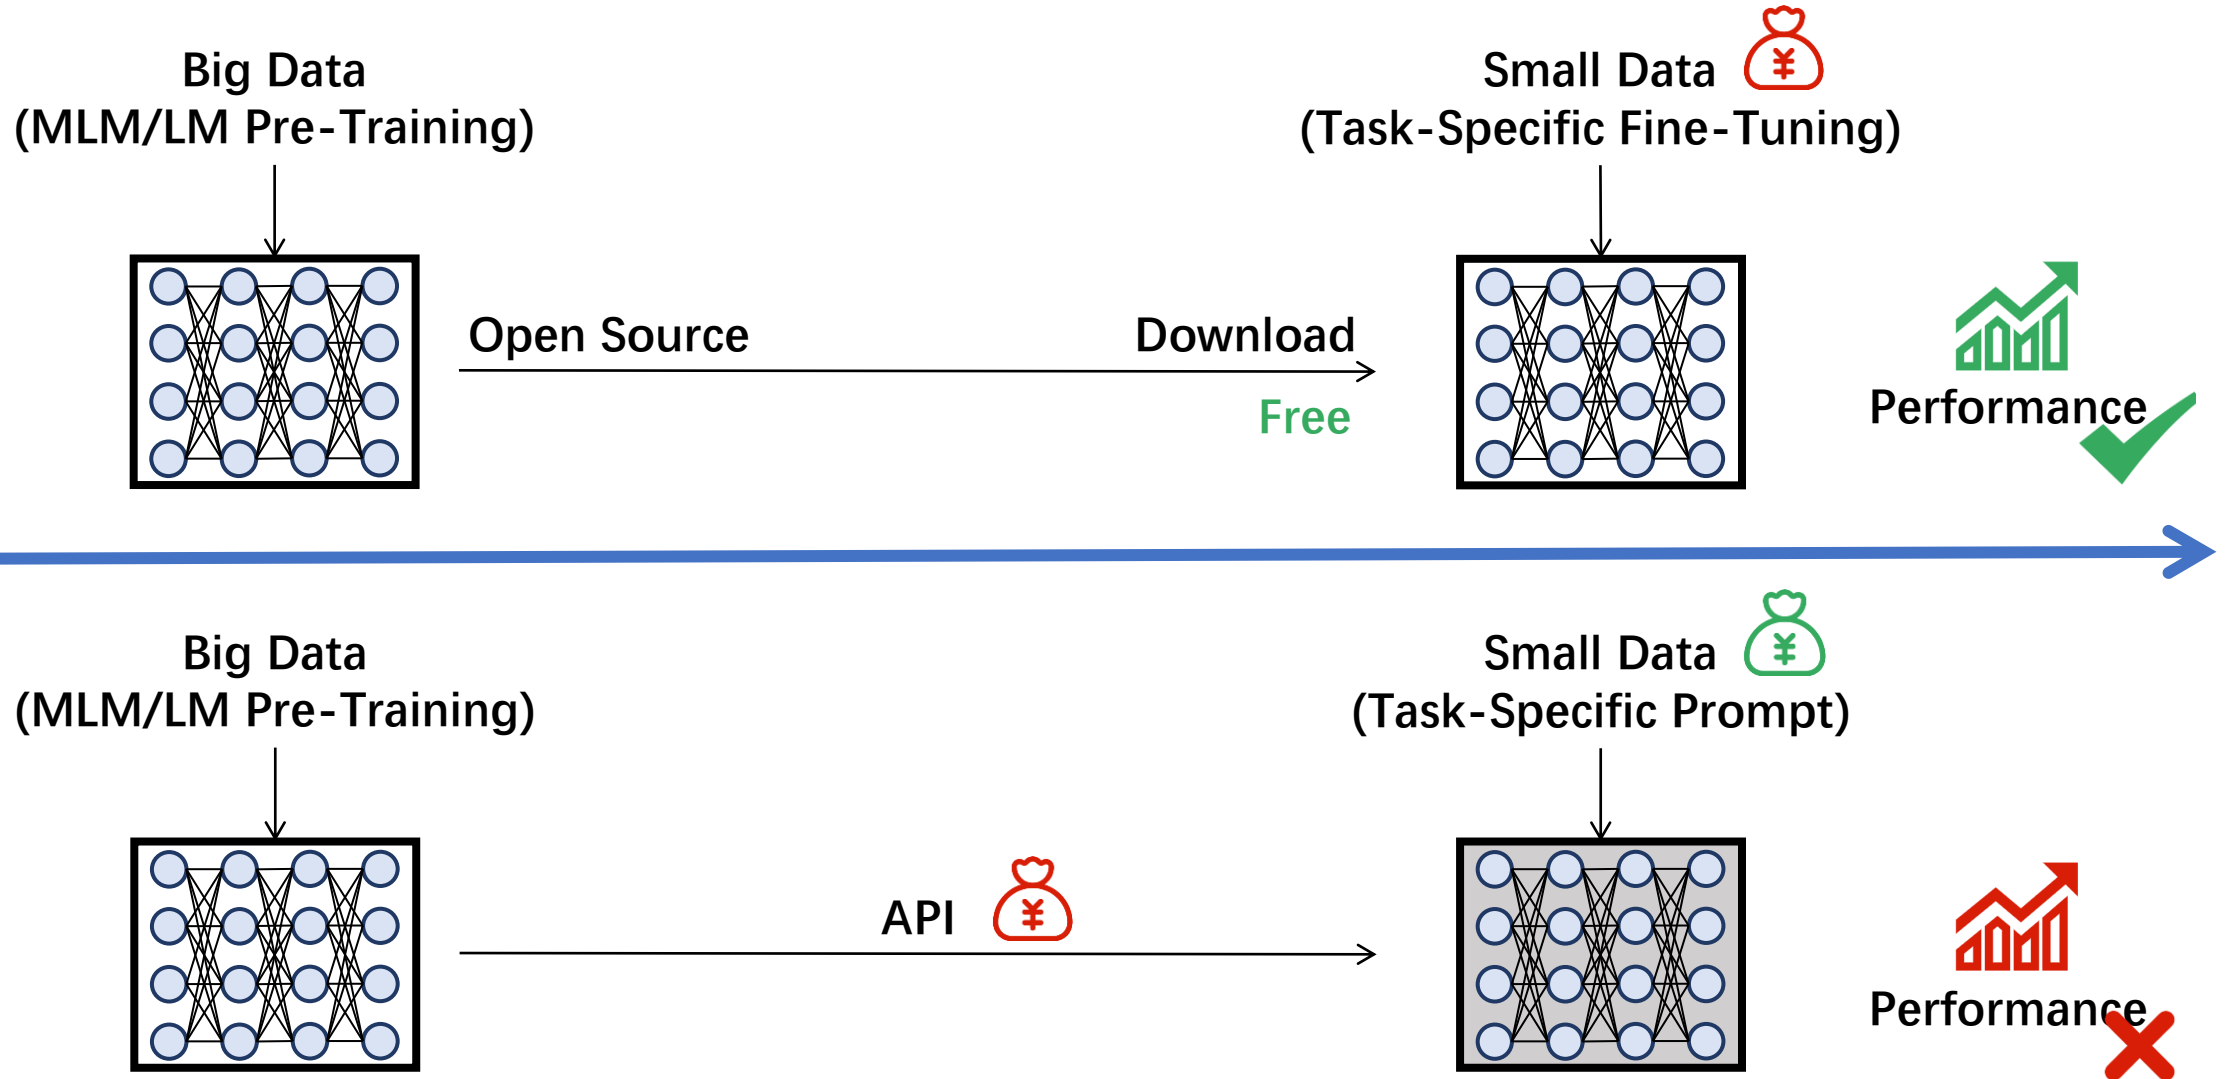 Big Data
(MLM/LM Pre-Training)
Small Data ¥
(Task-Specific Fine-Tuning)
Open Source
Download
Free
Performance
Big Data
(MLM/LM Pre-Training)
Small Data ¥
(Task-Specific Prompt)
API ¥
Performance